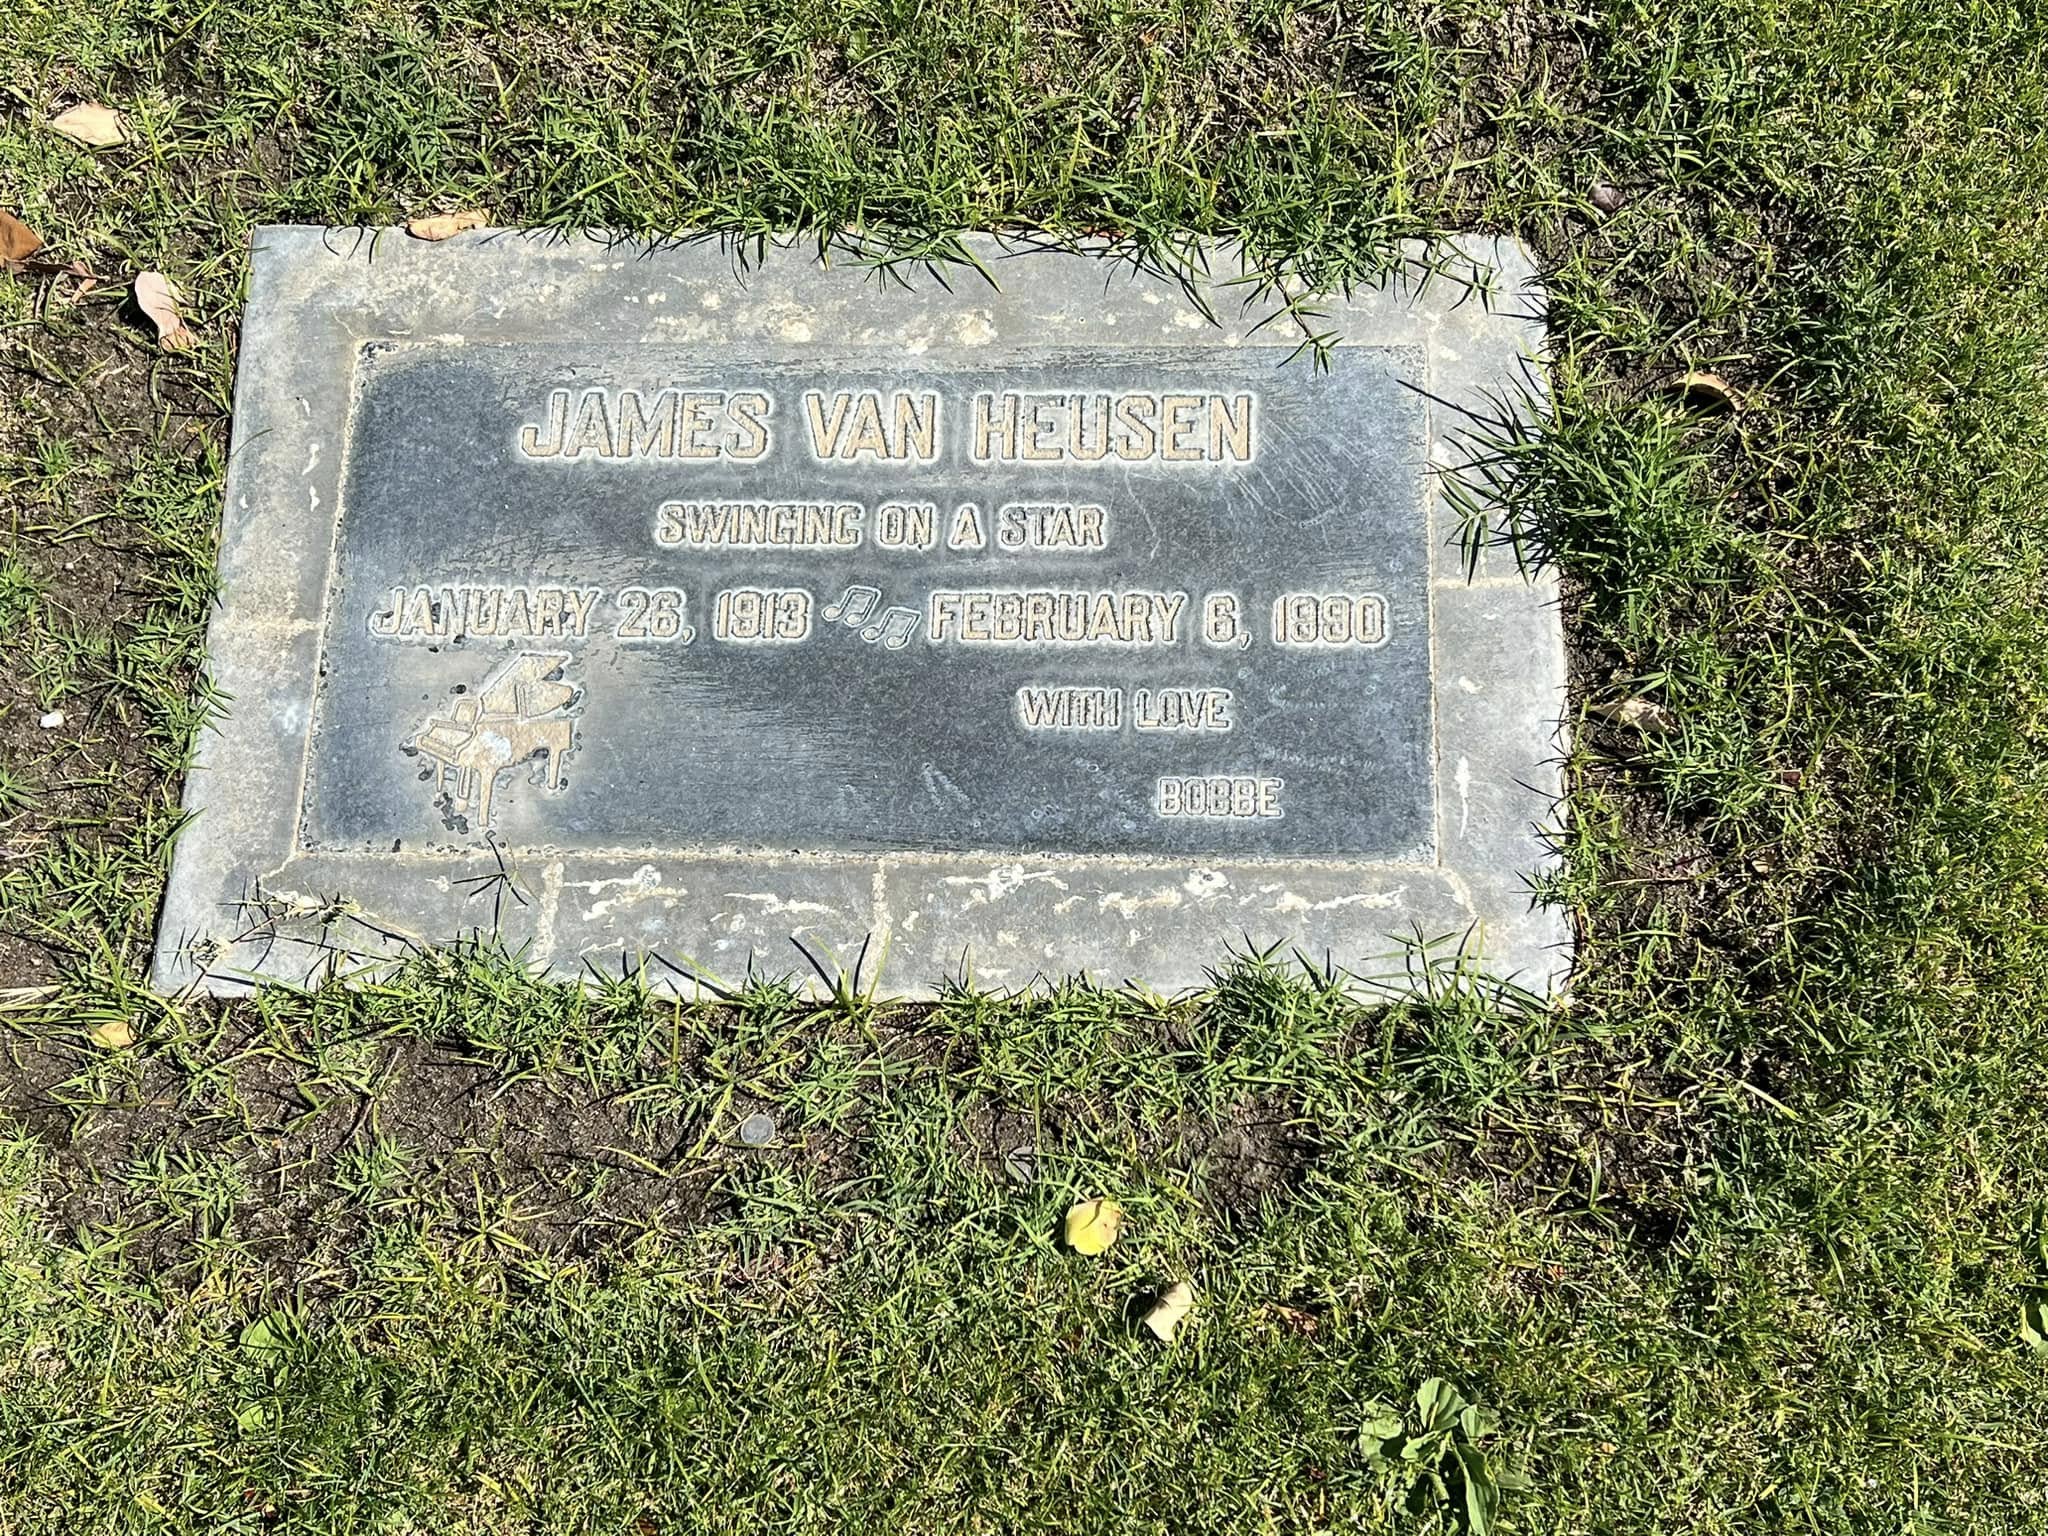 JAMES VAN HEUSEN
SWINGING ON A STAR
JANUARY 26, 1913 FEBRUARY 6, 1990
WITH LOVE
BOBBE